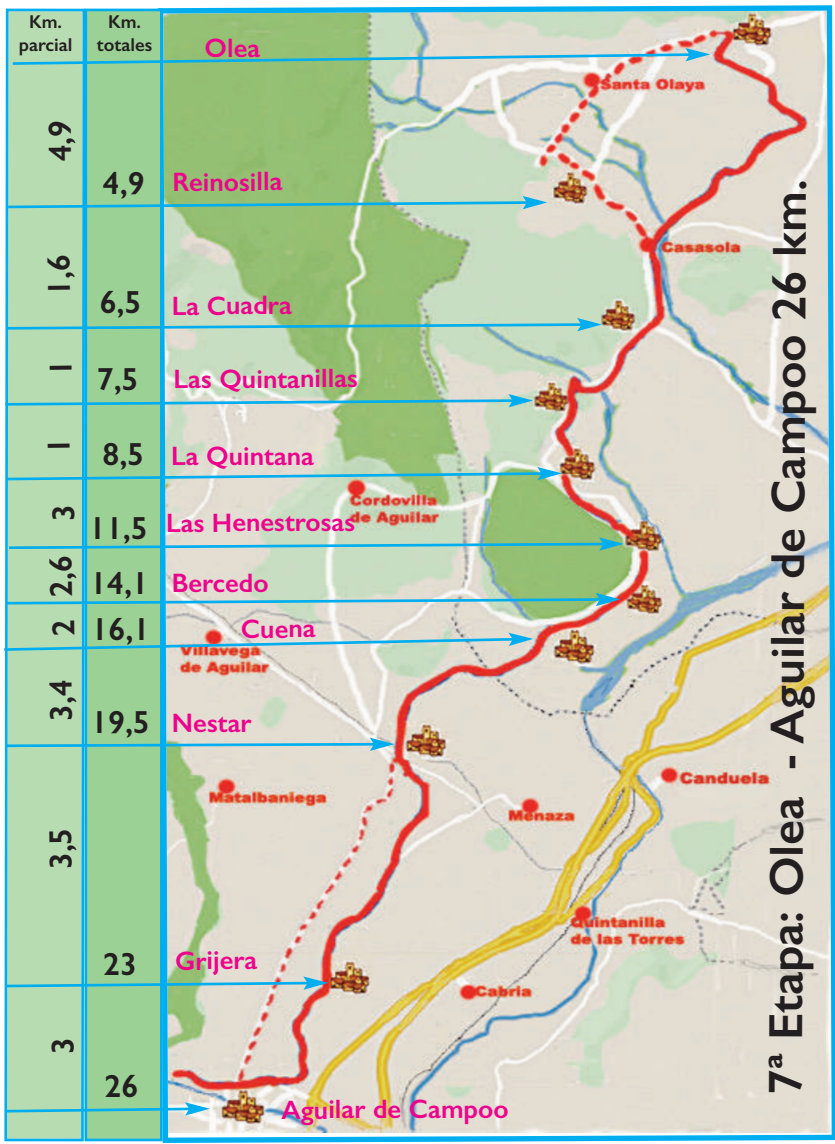 Km. parcial
Km. totales
Olea
Santa Olaya
4,9
4,9
Reinosilla
Casasola
1,6
6,5
La Cuadra
1
7,5
Las Quintanillas
1
8,5
La Quintana
Cordovilla
de Aguilar
3
11,5
Las Henestrosas
2,6
14,1
Bercedo
2
16,1
Cuena
Villavega
de Aguilar
3,4
19,5
Nestar
Canduela
Matalbaniega
Menaza
3,5
Quintanilla
de las Torres
23
Grijera
Cabria
3
26
Aguilar de Campoo
7ª Etapa: Olea - Aguilar de Campoo 26 km.